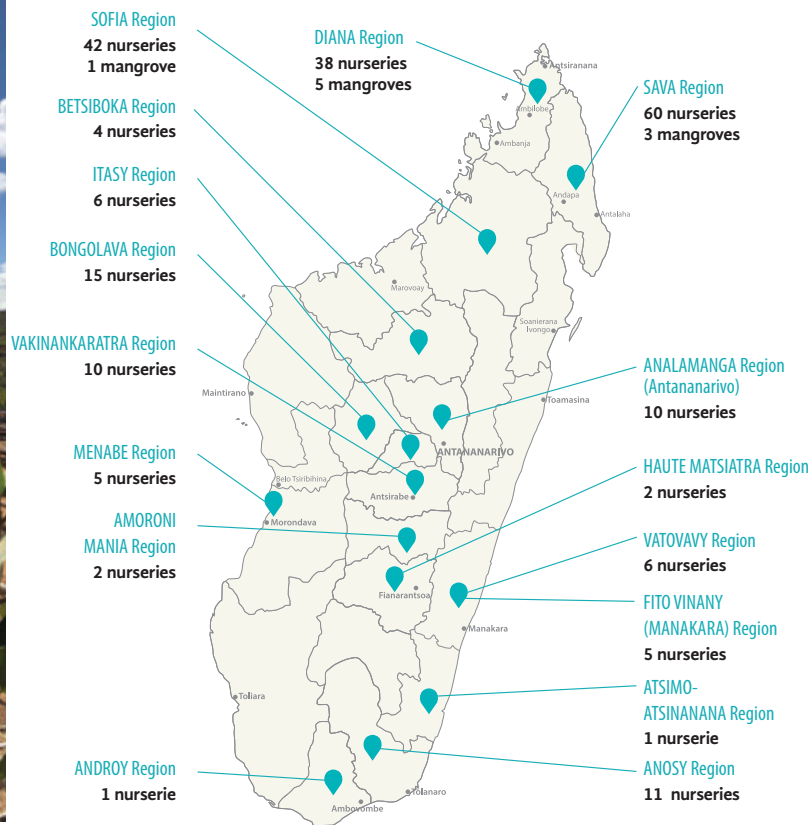 SOFIA Region
42 nurseries
1 mangrove
BETSIBOKA Region
4 nurseries
ITASY Region
6 nurseries
BONGOLAVA Region
15 nurseries
VAKINANKARATRA Region
10 nurseries
MENABE Region
5 nurseries
AMORONI
MANIA Region
2 nurseries
ANDROY Region
1 nurserie
DIANA Region
38 nurseries
5 mangroves
SAVA Region
60 nurseries
3 mangroves
ANALAMANGA Region
(Antananarivo)
10 nurseries
HAUTE MATSIATRA Region
2 nurseries
VATOVAVY Region
6 nurseries
FITO VINANY
(MANAKARA) Region
5 nurseries
ATSIMO-
ATSINANANA Region
1 nurserie
ANOSY Region
11 nurseries
Antsiranana
Ambilobe
Ambanja
Andapa
Antalaha
Marovoay
Soanierana
Ivongo
Maintirano
Toamasina
ANTANANARIVO
Belo Tsiribihina
Antsirabe
Morondava
Fianarantsoa
Manakara
Toliara
Tolanaro
Ambovombe